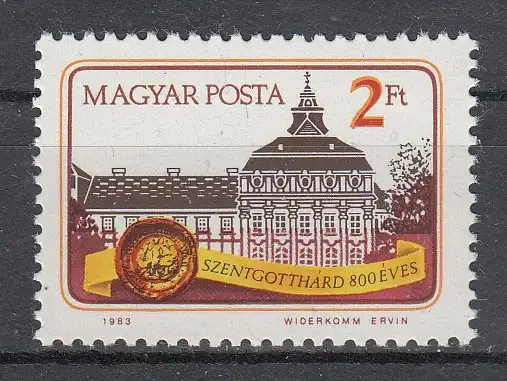 MAGYAR POSTA 2 Ft
SZENTGOTTHÁRD 800 ÉVES
1983 WIDERKOMM ERVIN